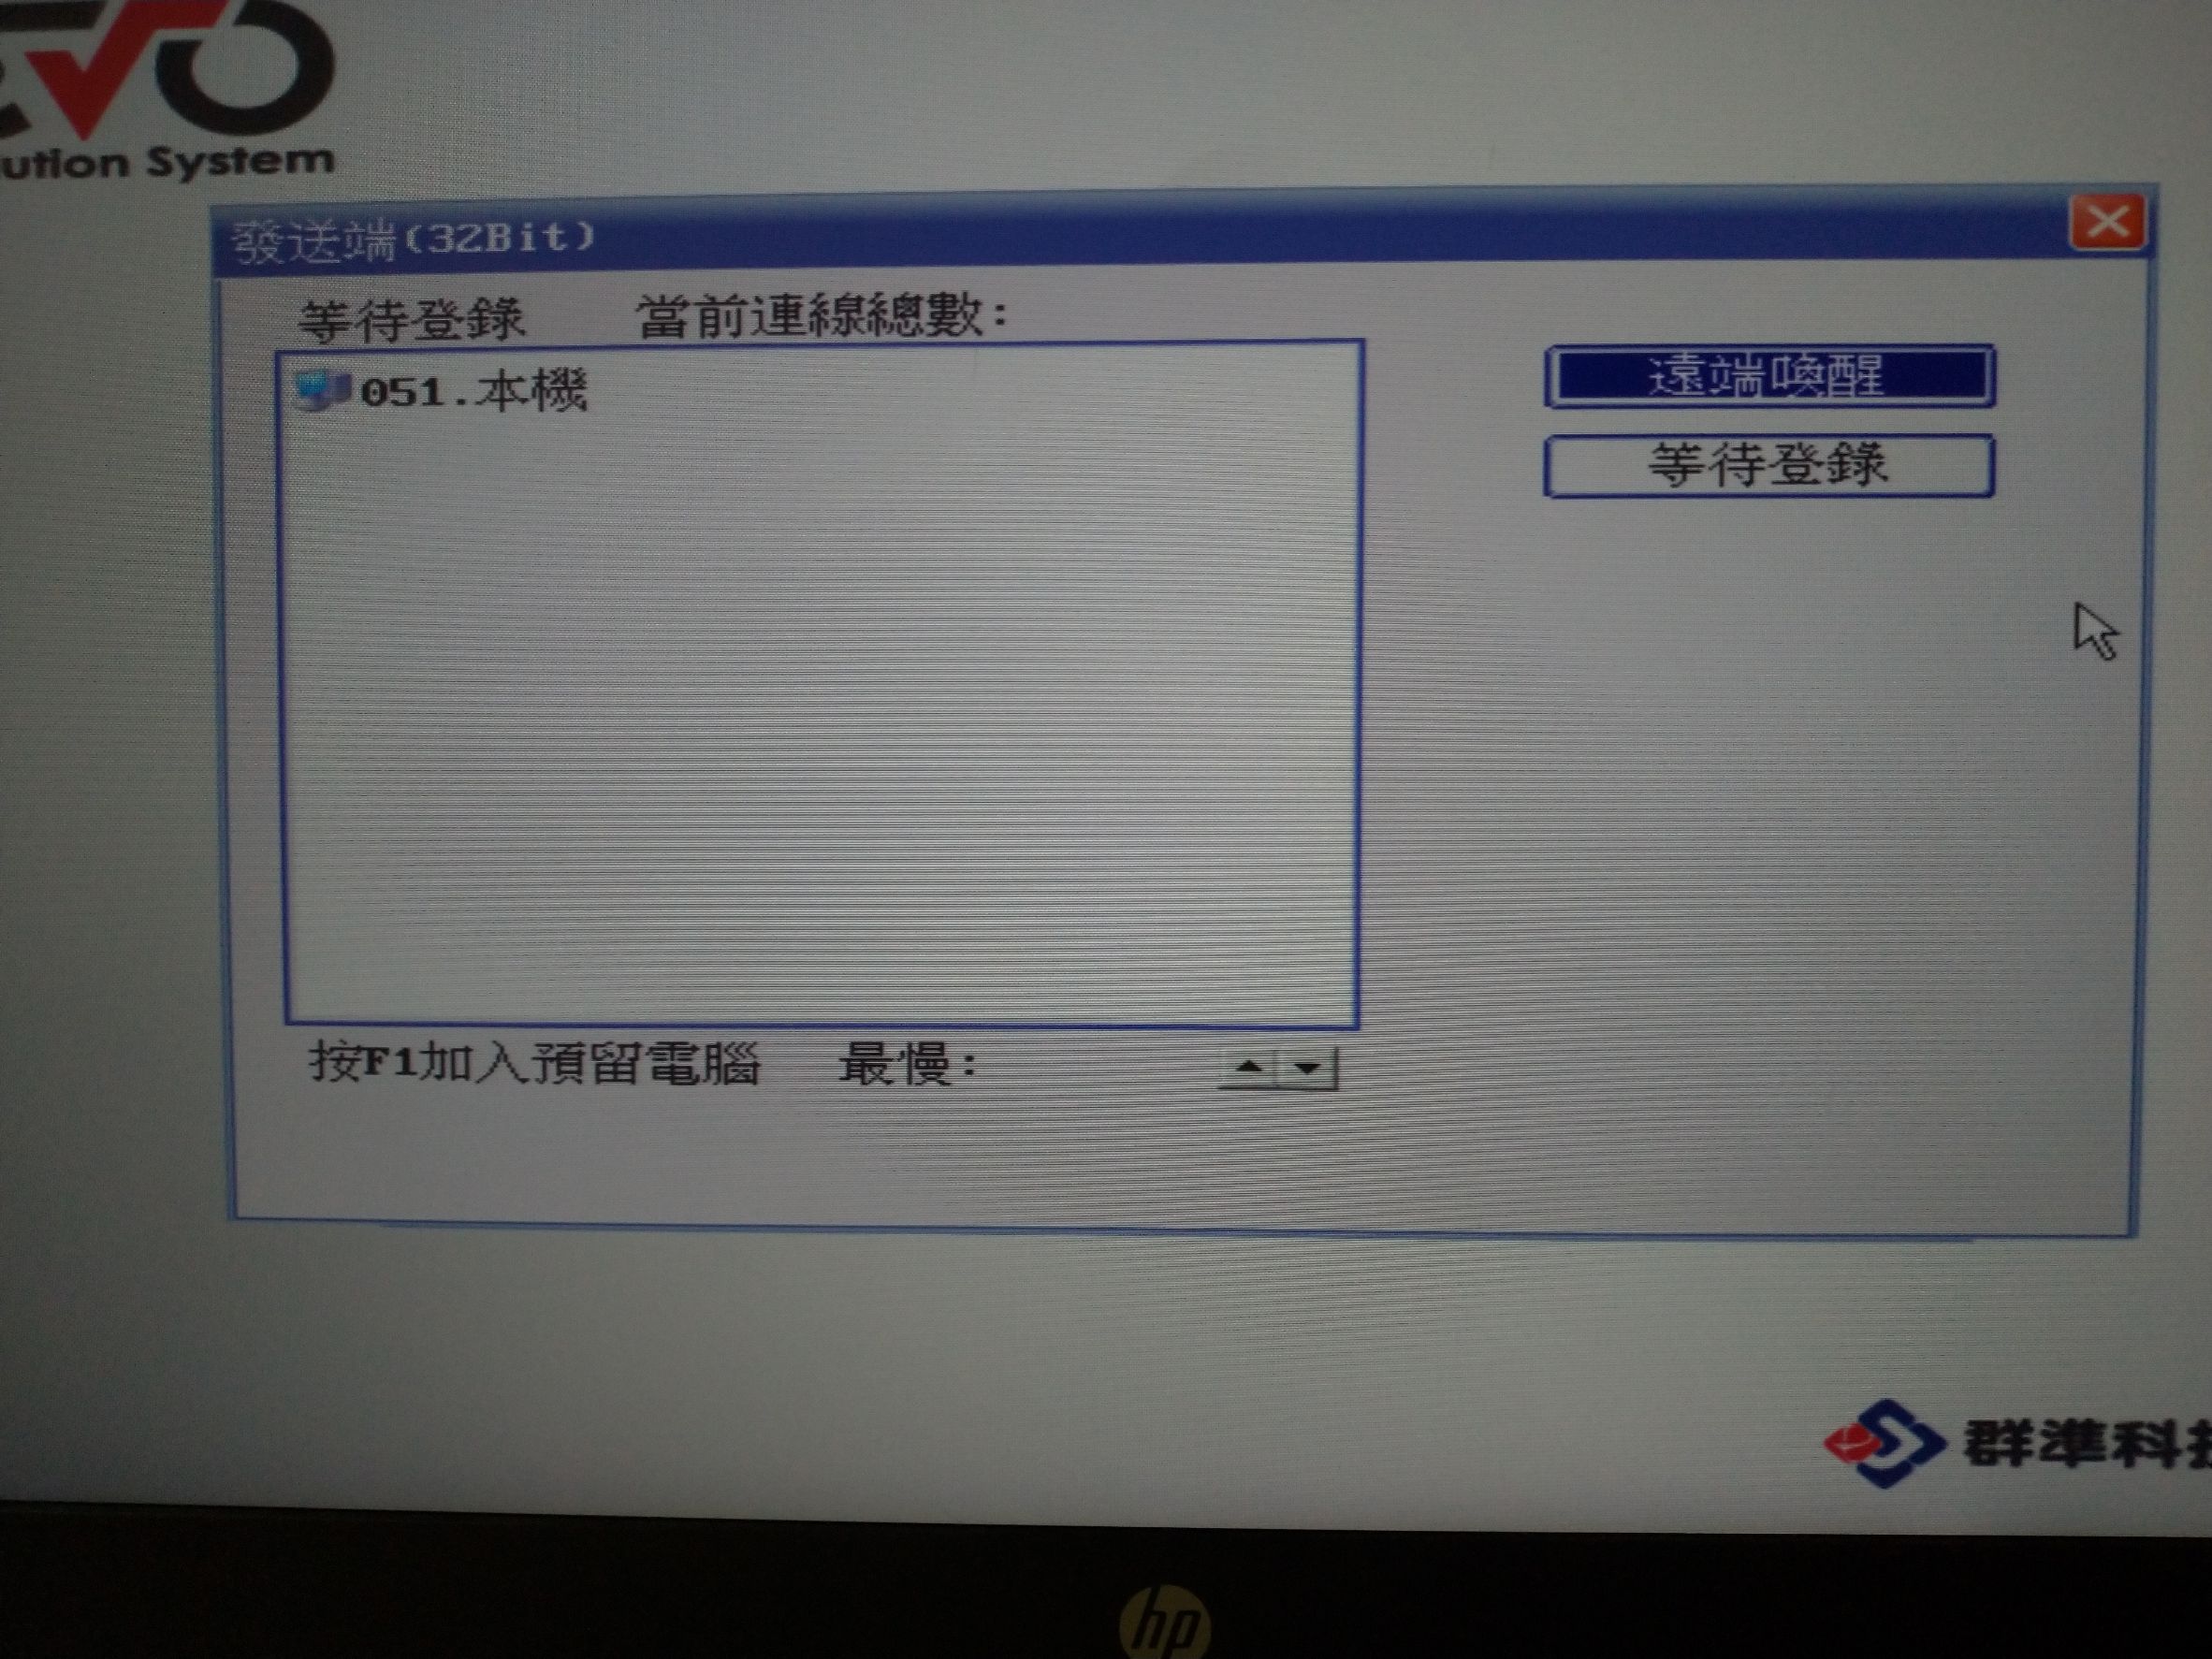 EVO
lution System
發送端(32Bit)
等待登錄 當前連線總數:
051.本機
遠端喚醒
等待登錄
按F1加入預留電腦 最慢:
群準科技
hp